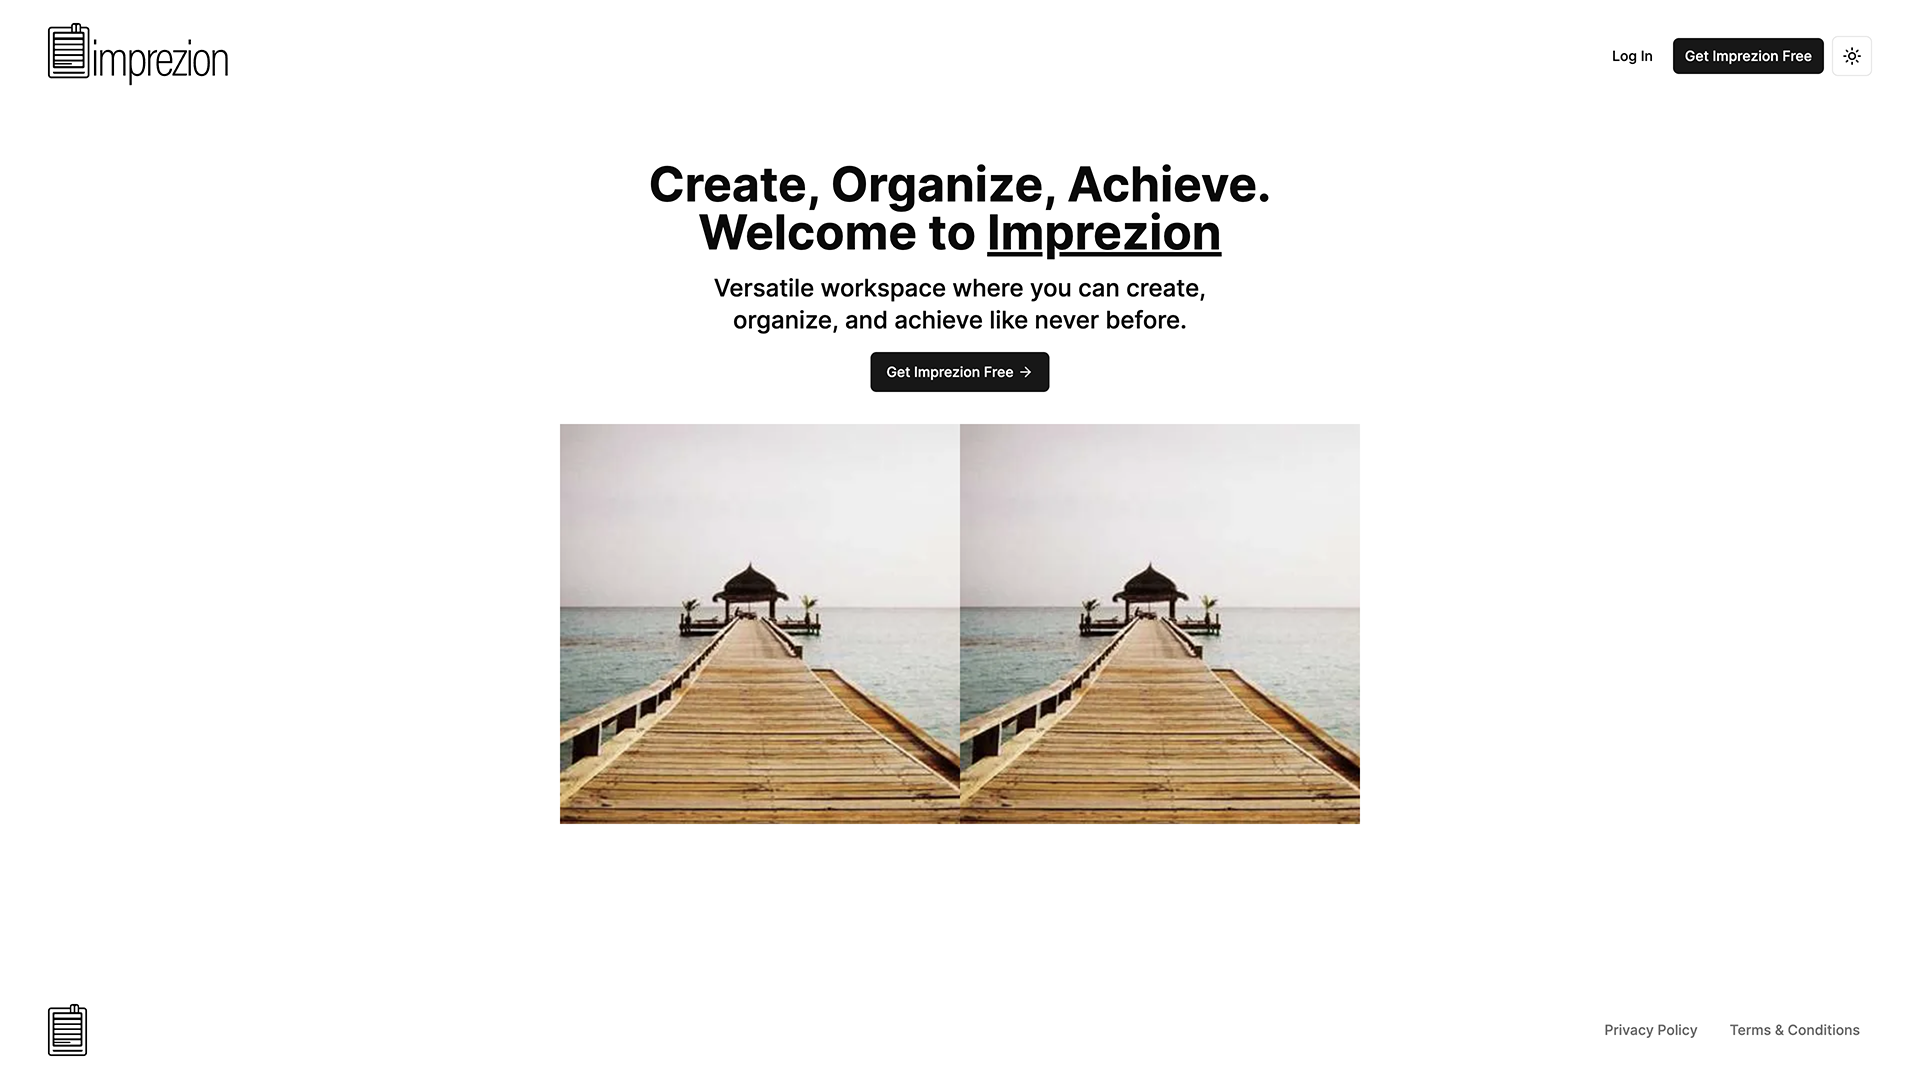 imprezion
Log In
Get Imprezion Free
Create, Organize, Achieve.
Welcome to Imprezion
Versatile workspace where you can create,
organize, and achieve like never before.
Get Imprezion Free →
Privacy Policy
Terms & Conditions